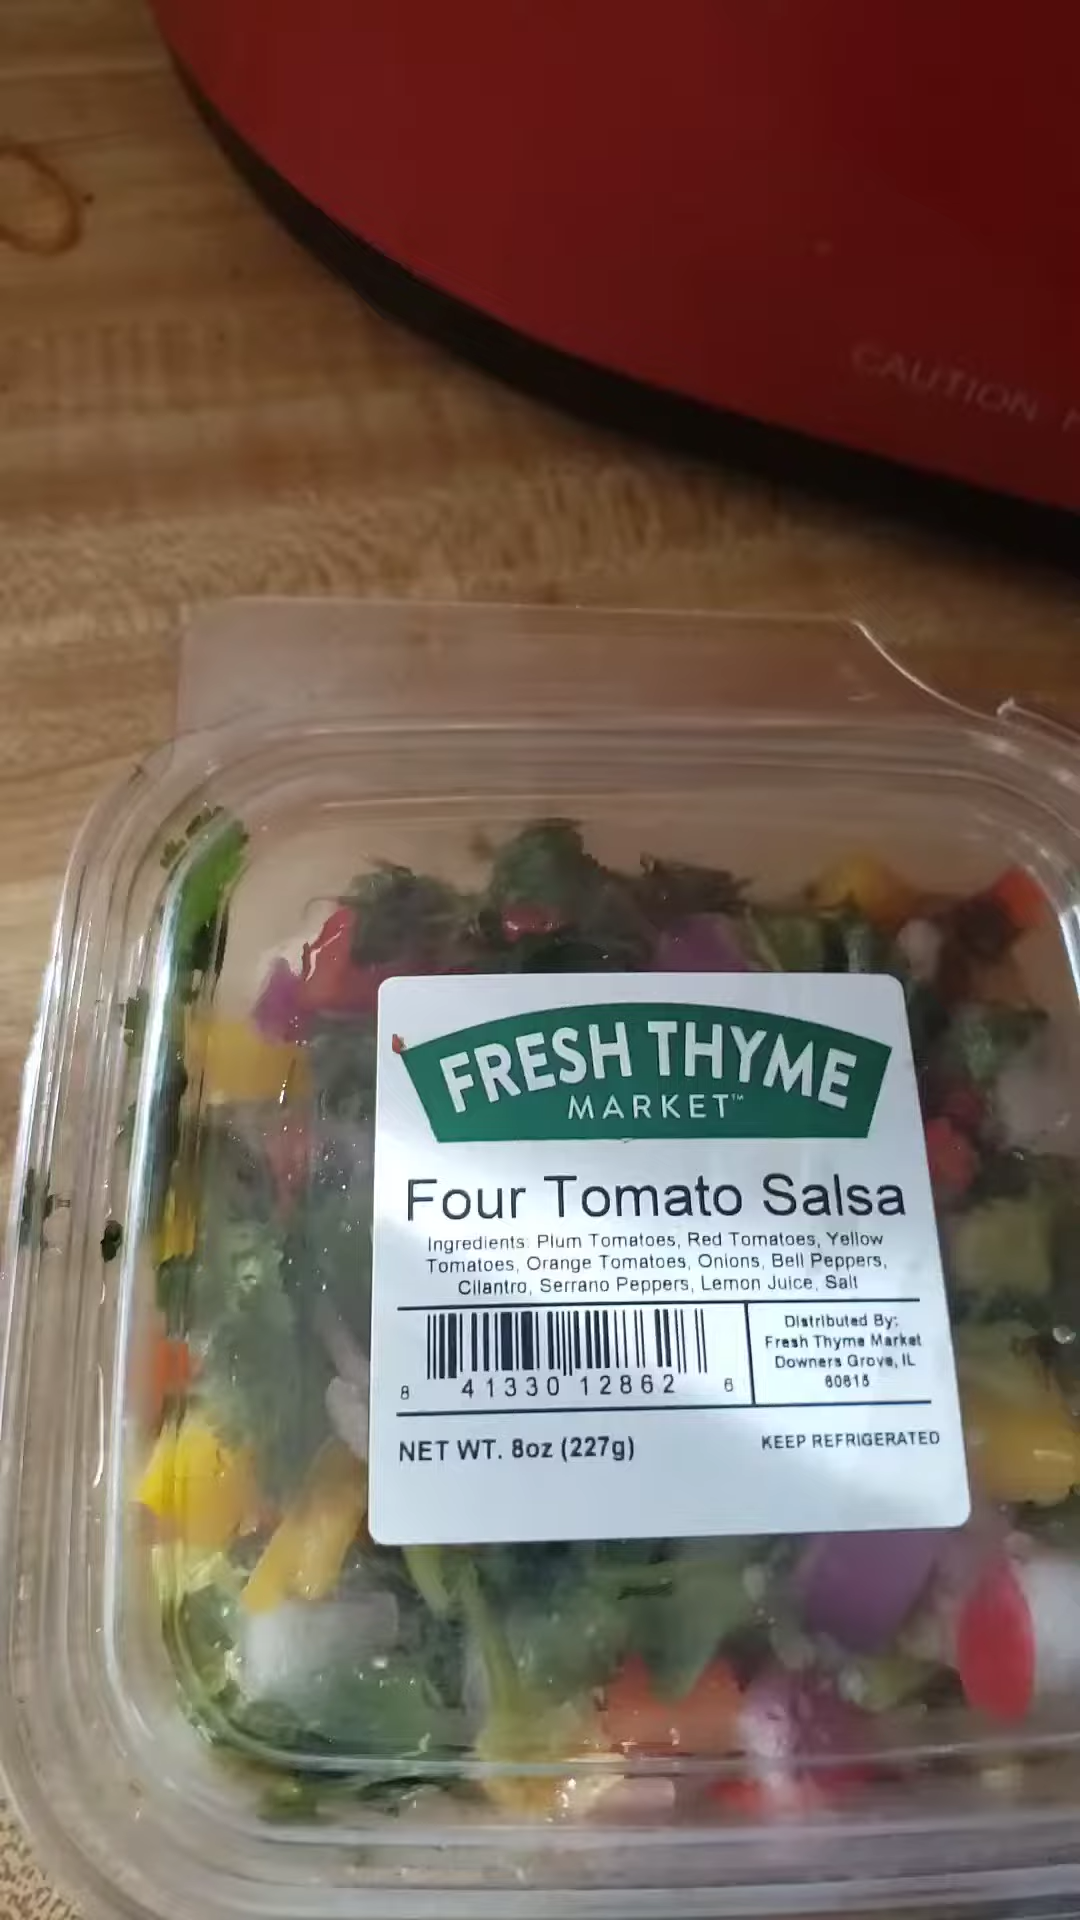 CAUTION
FRESH THYME
MARKET™
Four Tomato Salsa
Ingredients: Plum Tomatoes, Red Tomatoes, Yellow
Tomatoes, Orange Tomatoes, Onions, Bell Peppers,
Cilantro, Serrano Peppers, Lemon Juice, Salt
8 41330 12862 6
Distributed By:
Fresh Thyme Market
Downers Grove, IL
60515
NET WT. 8oz (227g)
KEEP REFRIGERATED